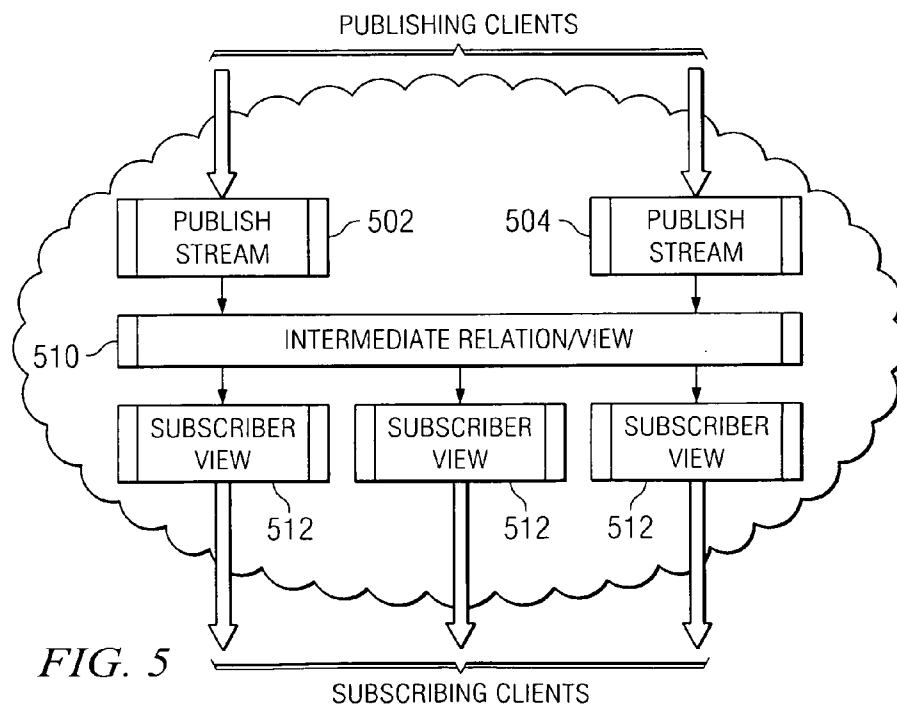 PUBLISHING CLIENTS
PUBLISH
STREAM
502
504
PUBLISH
STREAM
510
INTERMEDIATE RELATION/VIEW
SUBSCRIBER
VIEW
SUBSCRIBER
VIEW
SUBSCRIBER
VIEW
512
512
512
FIG. 5
SUBSCRIBING CLIENTS